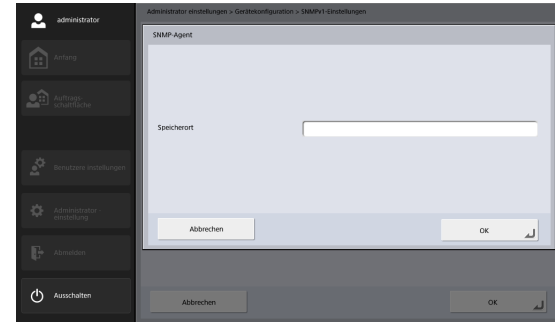 administrator
Anfang
Auftrags-
schaltfläche
Benutzereinstellungen
Administrator-
einstellung
Abmelden
Ausschalten
Administrator einstellungen > Gerätekonfiguration > SNMPv1-Einstellungen
SNMP-Agent
Speicherort
Abbrechen
OK
Abbrechen
OK